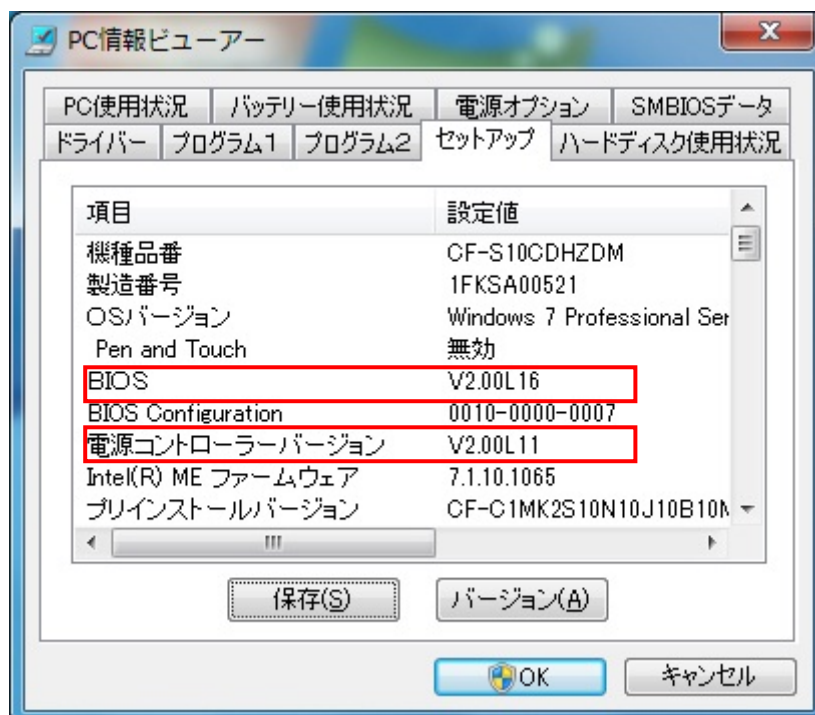 PC情報ビューアー
PC使用状況 バッテリー使用状況 電源オプション SMBIOSデータ
ドライバー プログラム1 プログラム2 セットアップ ハードディスク使用状況
項目 設定値
機種品番 CF-S10CDHZDM
製造番号 1FKSA00521
OSバージョン Windows 7 Professional Ser
Pen and Touch 無効
BIOS V2.00L16
BIOS Configuration 0010-0000-0007
電源コントローラーバージョン V2.00L11
Intel(R) ME ファームウェア 7.1.10.1065
プリインストールバージョン CF-C1MK2S10N10J10B10N
保存(S) バージョン(A)
OK キャンセル